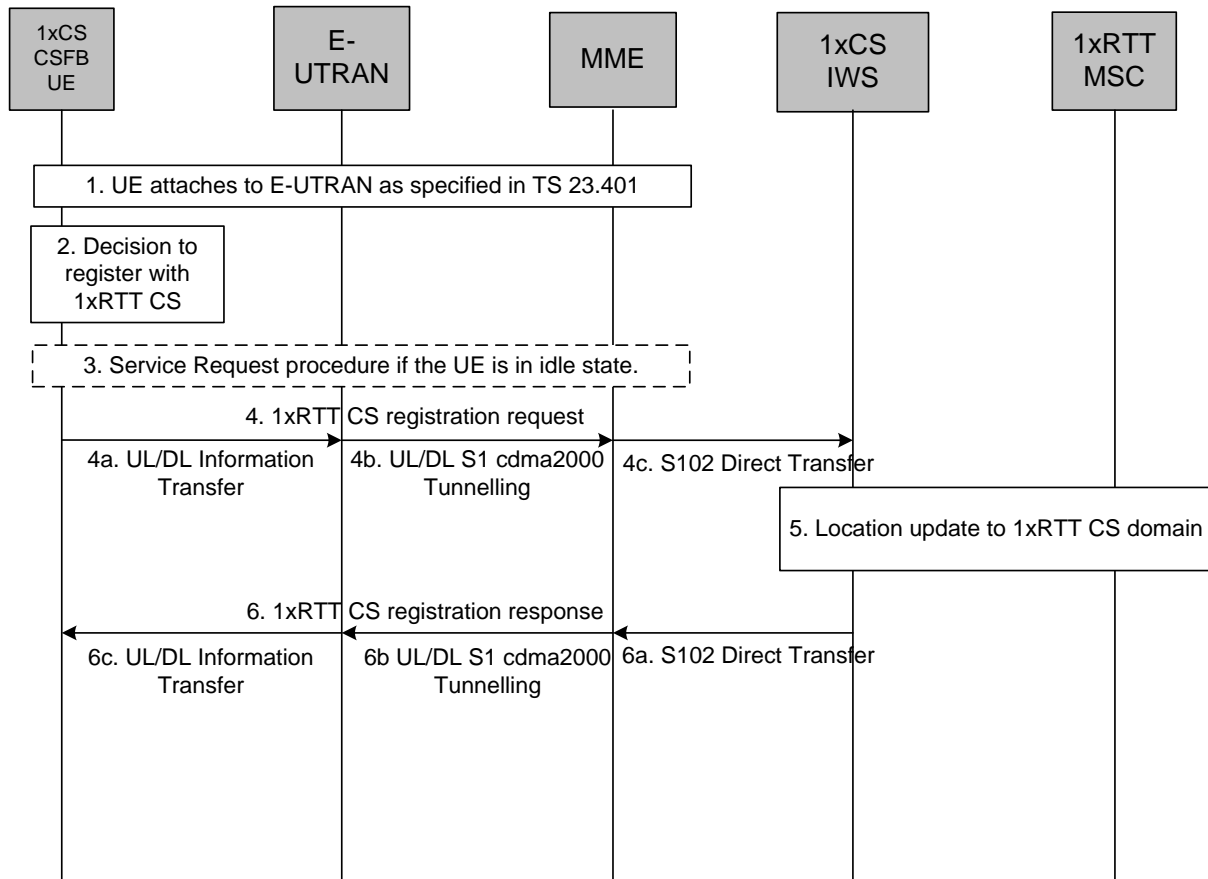 1xCS
CSFB
UE
E-
UTRAN
MME
1xCS
IWS
1xRTT
MSC
1. UE attaches to E-UTRAN as specified in TS 23.401
2. Decision to
register with
1xRTT CS
3. Service Request procedure if the UE is in idle state.
4. 1xRTT CS registration request
4a. UL/DL Information
Transfer
4b. UL/DL S1 cdma2000
Tunnelling
4c. S102 Direct Transfer
5. Location update to 1xRTT CS domain
6. 1xRTT CS registration response
6c. UL/DL Information
Transfer
6b UL/DL S1 cdma2000
Tunnelling
6a. S102 Direct Transfer